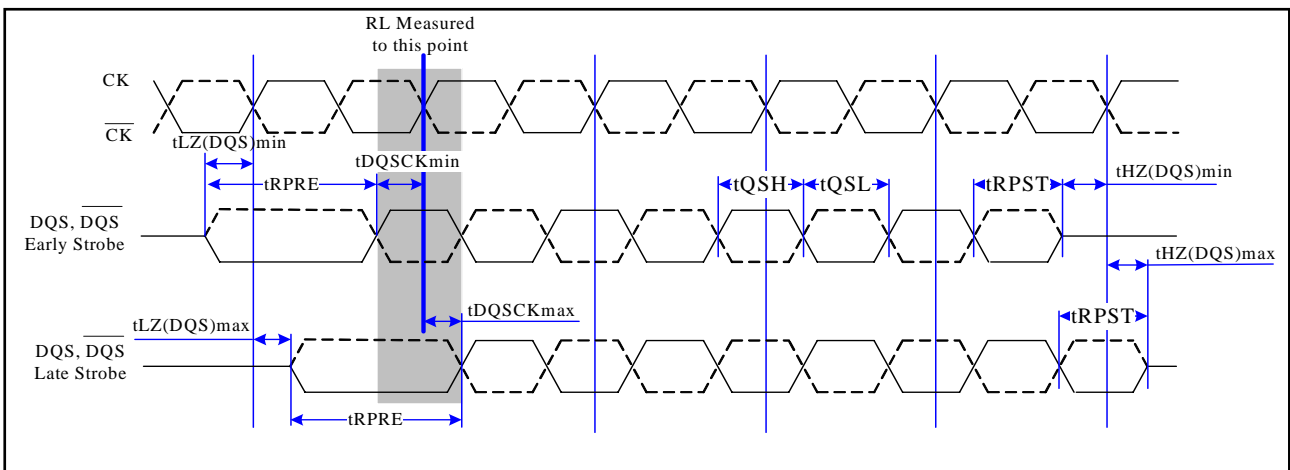 RL Measured
to this point
CK
CK
tLZ(DQS)min
tDQSCKmin
tRPRE
tQSH
tQSL
tRPST
tHZ(DQS)min
DQS, DQS
Early Strobe
tHZ(DQS)max
tDQSCKmax
tLZ(DQS)max
tRPST
DQS, DQS
Late Strobe
tRPRE